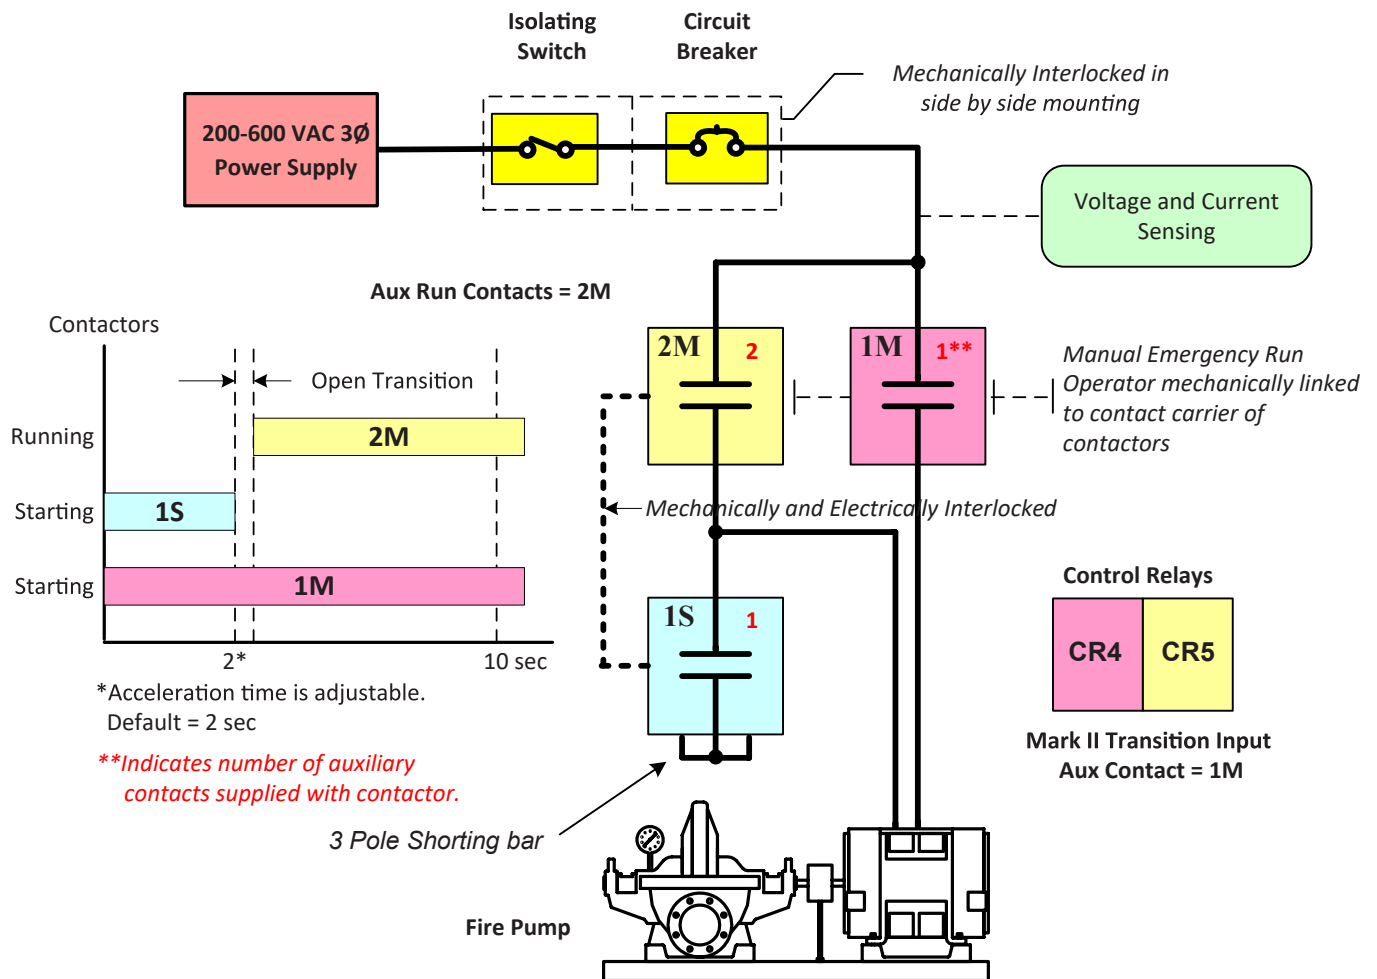 Isolating
Switch
Circuit
Breaker
Mechanically Interlocked in
side by side mounting
200-600 VAC 3Ø
Power Supply
Voltage and Current
Sensing
Aux Run Contacts = 2M
Contactors
Open Transition
Running
2M
Starting
1S
Starting
1M
2*
10 sec
*Acceleration time is adjustable.
Default = 2 sec
**Indicates number of auxiliary
contacts supplied with contactor.
2M 2
1M 1**
Manual Emergency Run
Operator mechanically linked
to contact carrier of
contactors
Mechanically and Electrically Interlocked
1S 1
Control Relays
CR4 CR5
Mark II Transition Input
Aux Contact = 1M
3 Pole Shorting bar
Fire Pump